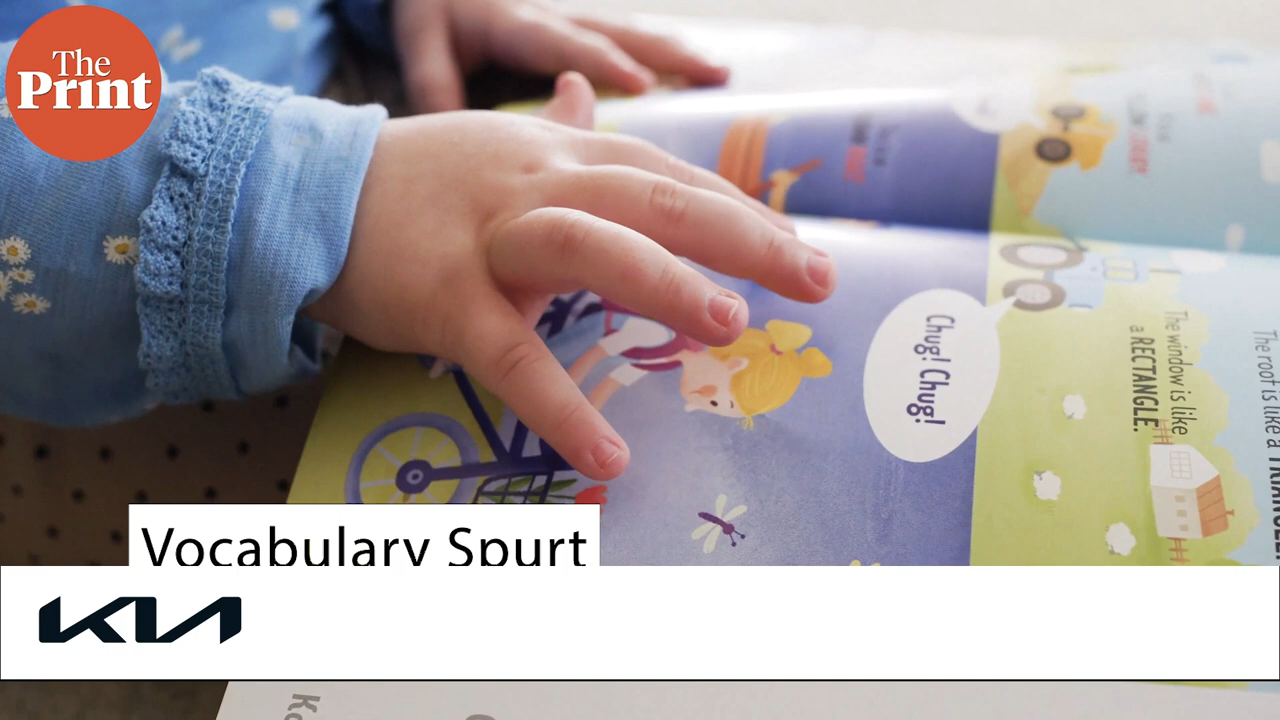 The
Print
Chug! Chug!
The window is like
a RECTANGLE.
The roof is like a
Vocabulary Spurt
KIA